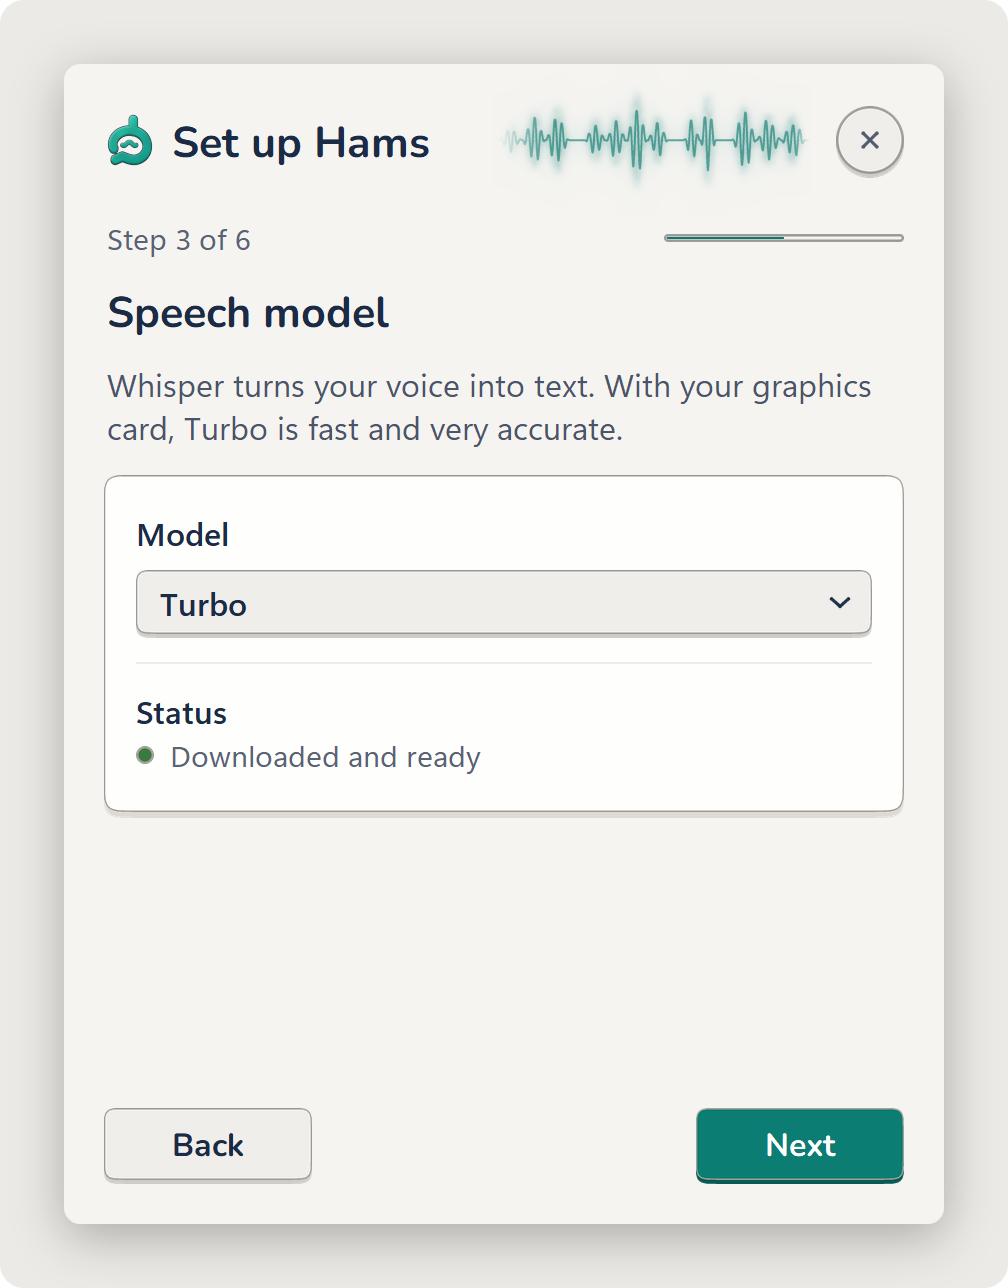 Set up Hams
Step 3 of 6
Speech model
Whisper turns your voice into text. With your graphics
card, Turbo is fast and very accurate.
Model
Turbo
Status
Downloaded and ready
Back
Next